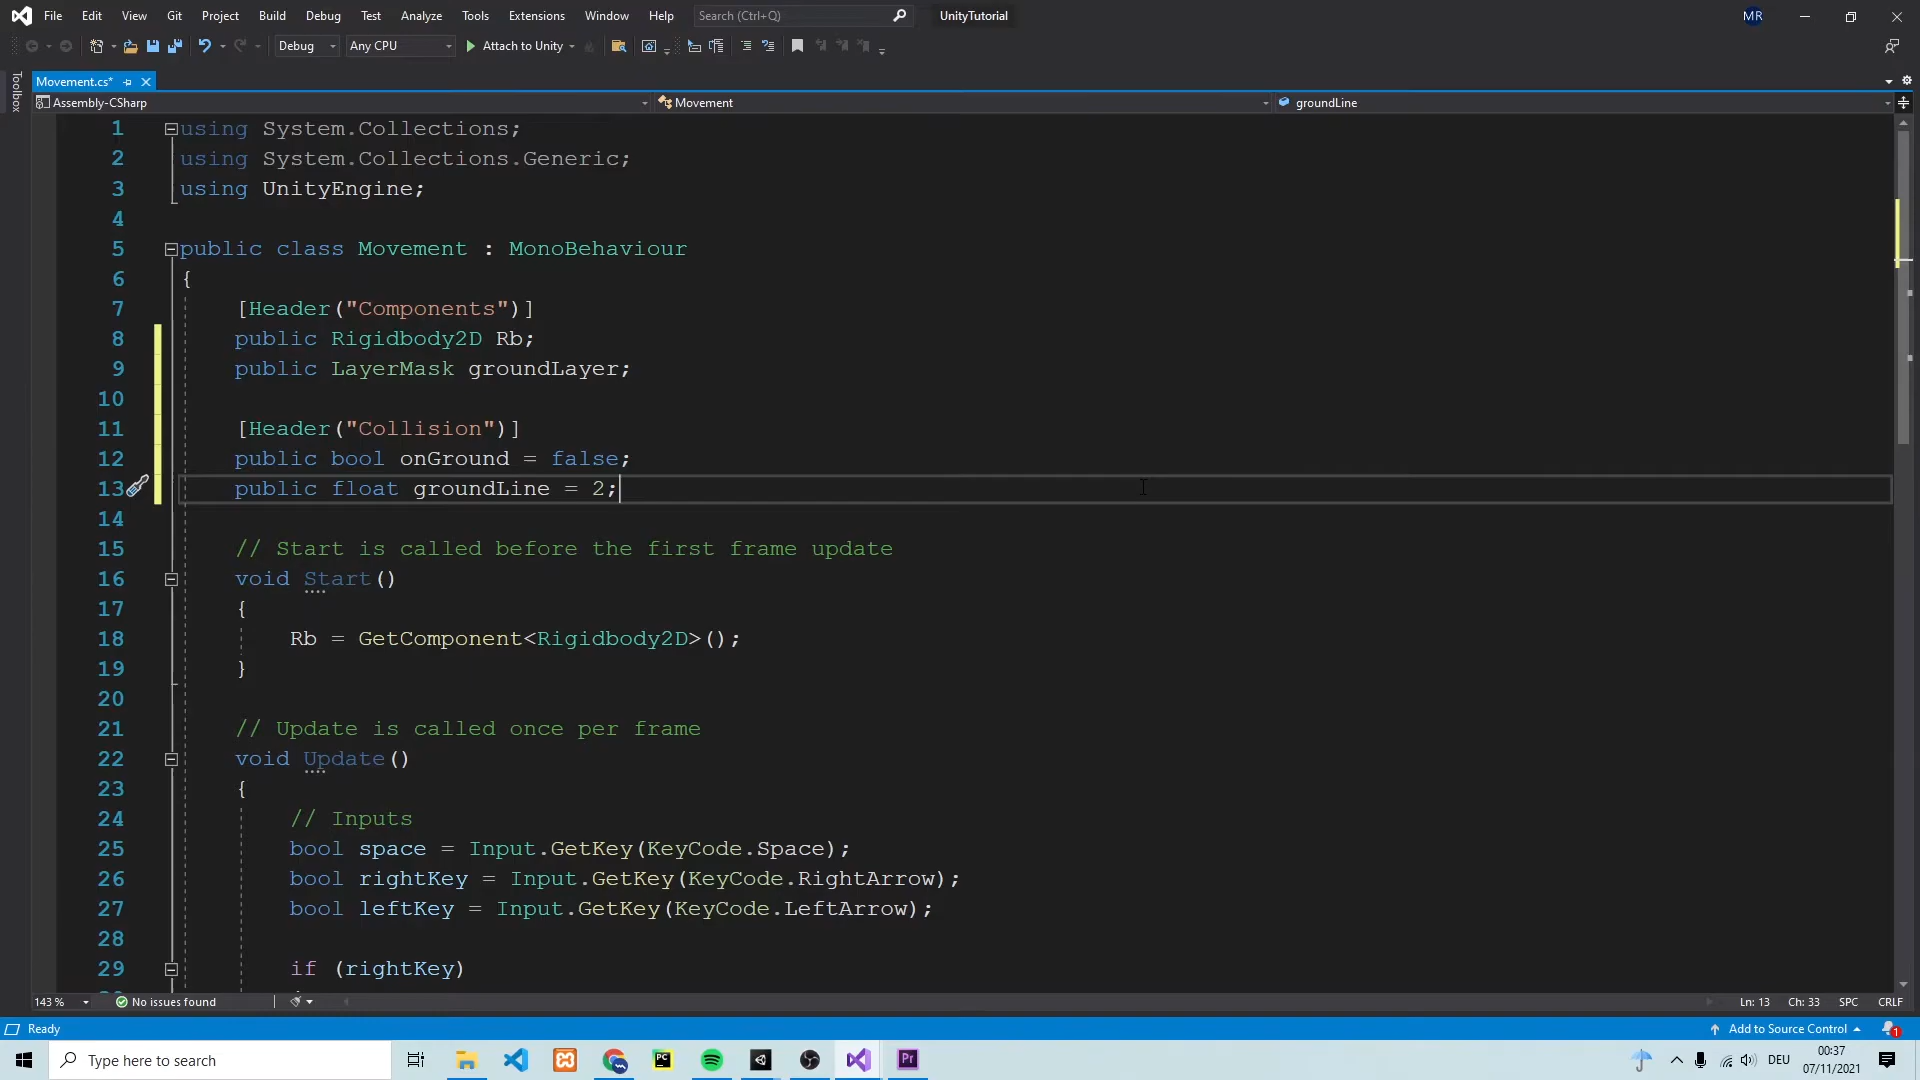 File Edit View Git Project Build Debug Test Analyze Tools Extensions Window Help Search (Ctrl+Q) UnityTutorial MR
Debug Any CPU Attach to Unity
Toolbox
Movement.cs*
Assembly-CSharp Movement groundLine
1 using System.Collections;
2 using System.Collections.Generic;
3 using UnityEngine;
4
5 public class Movement : MonoBehaviour
6 {
7 [Header("Components")]
8 public Rigidbody2D Rb;
9 public LayerMask groundLayer;
10
11 [Header("Collision")]
12 public bool onGround = false;
13 public float groundLine = 2;
14
15 // Start is called before the first frame update
16 void Start()
17 {
18 Rb = GetComponent<Rigidbody2D>();
19 }
20
21 // Update is called once per frame
22 void Update()
23 {
24 // Inputs
25 bool space = Input.GetKey(KeyCode.Space);
26 bool rightKey = Input.GetKey(KeyCode.RightArrow);
27 bool leftKey = Input.GetKey(KeyCode.LeftArrow);
28
29 if (rightKey)
143 % No issues found Ln: 13 Ch: 33 SPC CRLF
Ready Add to Source Control 1
Type here to search PC Pr DEU 00:37
07/11/2021